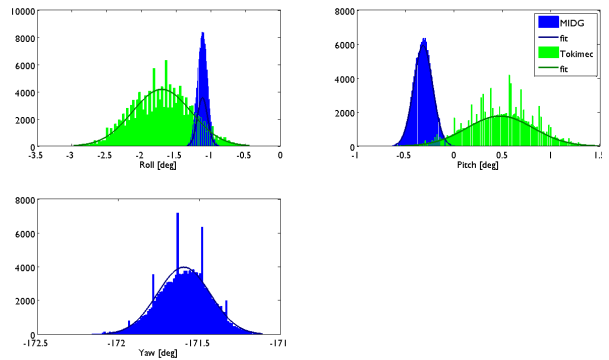 10000
8000
6000
4000
2000
0
-3.5 -3 -2.5 -2 -1.5 -1 -0.5 0
Roll [deg]
8000
6000
4000
2000
0
-1 -0.5 0 0.5 1 1.5
Pitch [deg]
MIDG
fit
Tokimec
fit
8000
6000
4000
2000
0
-172.5 -172 -171.5 -171
Yaw [deg]